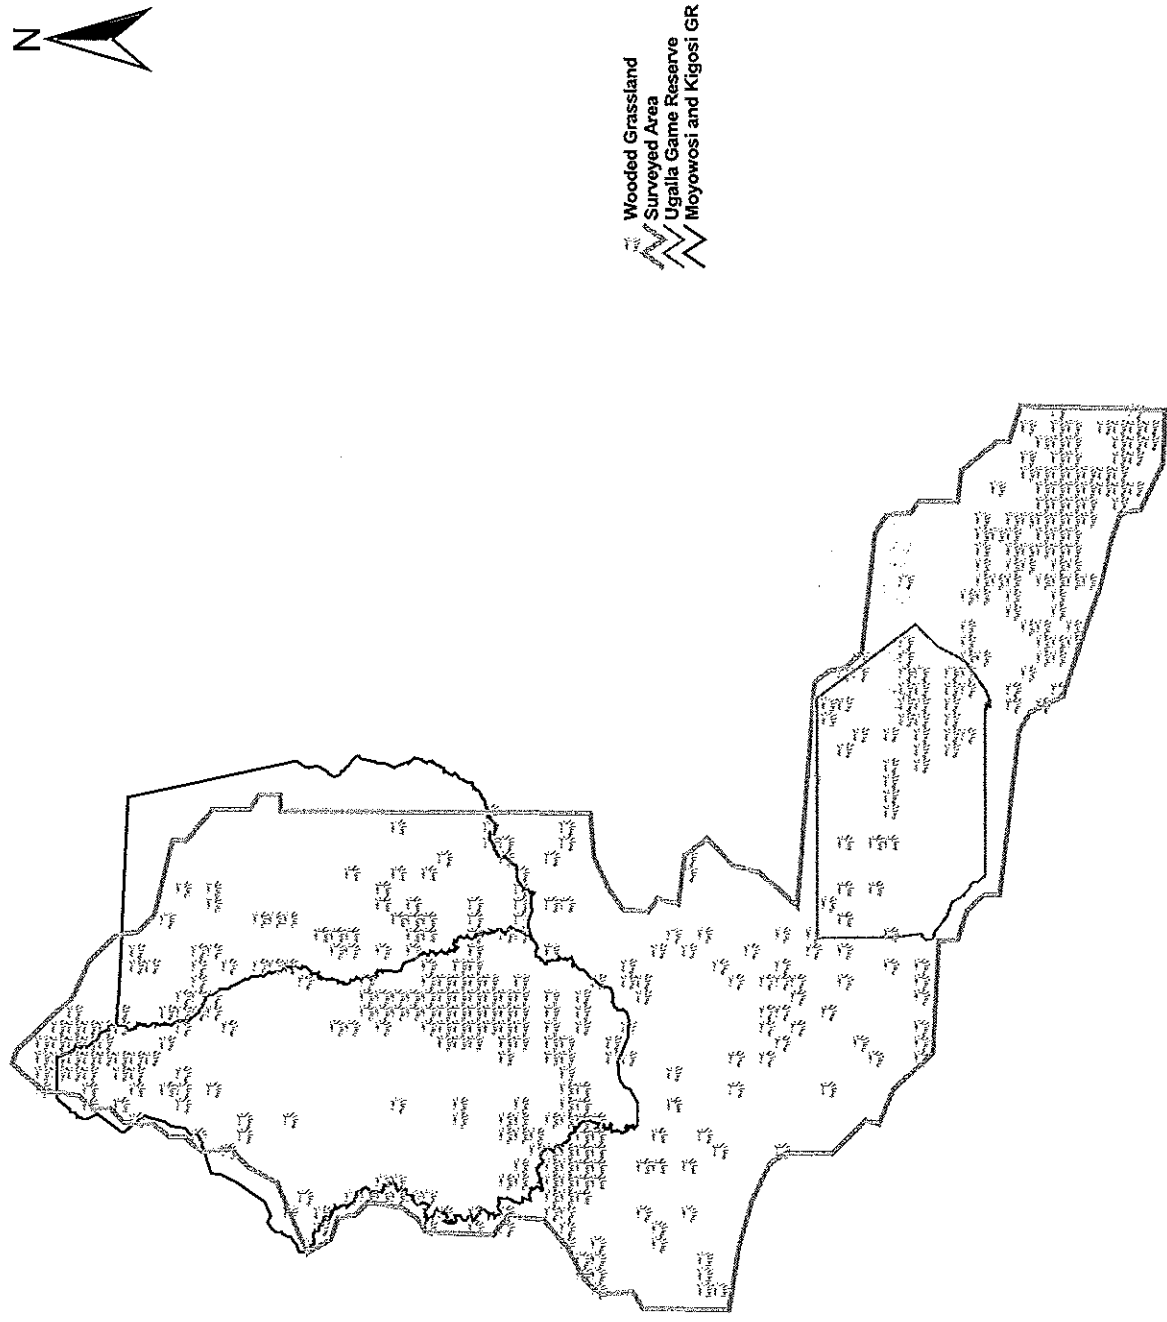 N
Wooded Grassland
Surveyed Area
Ugalla Game Reserve
Moyowosi and Kigosi GR